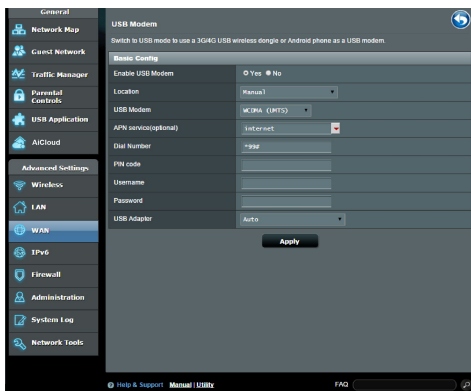 General
Network Map
Guest Network
Traffic Manager
Parental
Controls
USB Application
AiCloud
Advanced Settings
Wireless
LAN
WAN
IPv6
Firewall
Administration
System Log
Network Tools
USB Modem
Switch to USB mode to use a 3G/4G USB wireless dongle or Android phone as a USB modem.
Basic Config
Enable USB Modem Yes No
Location Manual
USB Modem WCDMA (UMTS)
APN service(optional) internet
Dial Number *99#
PIN code
Username
Password
USB Adapter Auto
Apply
Help & Support Manual | Utility FAQ